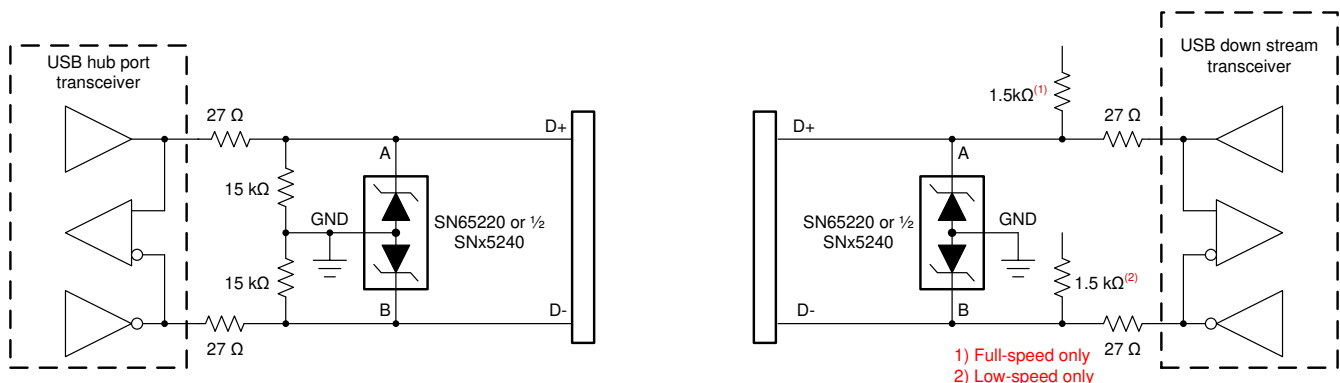 USB hub port
transceiver
27 Ω
15 kΩ
15 kΩ
27 Ω
A
GND
B
SN65220 or ½
SNx5240
D+
D-
D+
D-
A
GND
B
SN65220 or ½
SNx5240
1.5kΩ(1)
27 Ω
1.5 kΩ(2)
27 Ω
USB down stream
transceiver
1) Full-speed only
2) Low-speed only